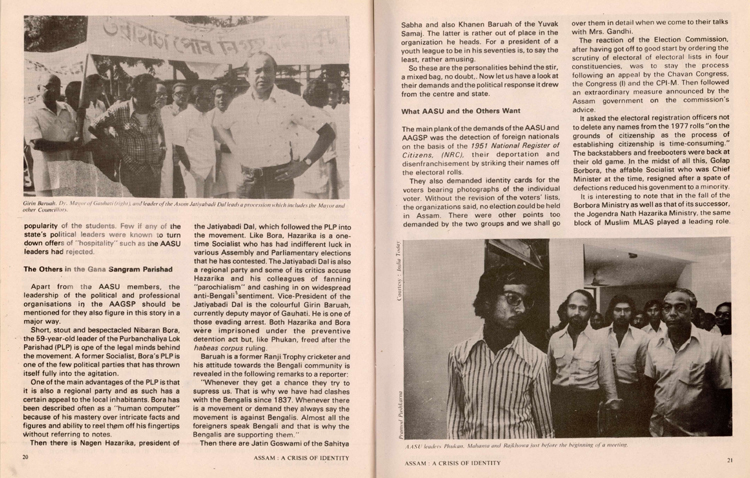 Girin Baruah, Dy. Mayor of Gauhati (right), and leader of the Asom Jatiyabadi Dal leads a procession which includes the Mayor and
other Councillors.
popularity of the students. Few if any of the
state's political leaders were known to turn
down offers of "hospitality" such as the AASU
leaders had rejected.
The Others in the Gana Sangram Parishad
Apart from the AASU members, the
leadership of the political and professional
organisations in the AAGSP should be
mentioned for they also figure in this story in a
major way.
Short, stout and bespectacled Nibaran Bora,
the 59-year-old leader of the Purbanchaliya Lok
Parishad (PLP) is one of the legal minds behind
the movement. A former Socialist, Bora's PLP is
one of the few political parties that has thrown
itself fully into the agitation.
One of the main advantages of the PLP is that
it is also a regional party and as such has a
certain appeal to the local inhabitants. Bora has
been described often as a "human computer"
because of his mastery over intricate facts and
figures and ability to reel them off his fingertips
without referring to notes.
Then there is Nagen Hazarika, president of
20
the Jatiyabadi Dal, which followed the PLP into
the movement. Like Bora, Hazarika is a one-
time Socialist who has had indifferent luck in
various Assembly and Parliamentary elections
that he has contested. The Jatiyabadi Dal is also
a regional party and some of its critics accuse
Hazarika and his colleagues of fanning
"parochialism" and cashing in on widespread
anti-Bengali sentiment. Vice-President of the
Jatiyabadi Dal is the colourful Girin Baruah,
currently deputy mayor of Gauhati. He is one of
those evading arrest. Both Hazarika and Bora
were imprisoned under the preventive
detention act but, like Phukan, freed after the
habeas corpus ruling.
Baruah is a former Ranji Trophy cricketer and
his attitude towards the Bengali community is
revealed in the following remarks to a reporter:
"Whenever they get a chance they try to
supress us. That is why we have had clashes
with the Bengalis since 1837. Whenever there
is a movement or demand they always say the
movement is against Bengalis. Almost all the
foreigners speak Bengali and that is why the
Bengalis are supporting them."
Then there are Jatin Goswami of the Sahitya
ASSAM : A CRISIS OF IDENTITY
Sabha and also Khanen Baruah of the Yuvak
Samaj. The latter is rather out of place in the
organization he heads. For a president of a
youth league to be in his seventies is, to say the
least, rather amusing.
So these are the personalities behind the stir,
a mixed bag, no doubt,. Now let us have a look at
their demands and the political response it drew
from the centre and state.
What AASU and the Others Want
The main plank of the demands of the AASU and
AAGSP was the detection of foreign nationals
on the basis of the 1951 National Register of
Citizens, (NRC), their deportation and
disenfranchisement by striking their names off
the electoral rolls.
They also demanded identity cards for the
voters bearing photographs of the individual
voter. Without the revision of the voters' lists,
the organizations said, no election could be held
in Assam. There were other points too
demanded by the two groups and we shall go
over them in detail when we come to their talks
with Mrs. Gandhi.
The reaction of the Election Commission,
after having got off to good start by ordering the
scrutiny of electoral of electoral lists in four
constituencies, was to stay the process
following an appeal by the Chavan Congress,
the Congress (I) and the CPI-M. Then followed
an extraordinary measure announced by the
Assam government on the commission's
advice.
It asked the electoral registration officers not
to delete any names from the 1977 rolls "on the
grounds of citizenship as the process of
establishing citizenship is time-consuming."
The backstabbers and freebooters were back at
their old game. In the midst of all this, Golap
Borbora, the affable Socialist who was Chief
Minister at the time, resigned after a spate of
defections reduced his govenment to a minority.
It is interesting to note that in the fall of the
Borbora Ministry as well as that of its successor,
the Jogendra Nath Hazarika Ministry, the same
block of Muslim MLAS played a leading role.
Courtesy : India Today
Pramod Pushkarna
AASU leaders Phukan, Mahanta and Rajkhowa just before the beginning of a meeting.
ASSAM : A CRISIS OF IDENTITY
21